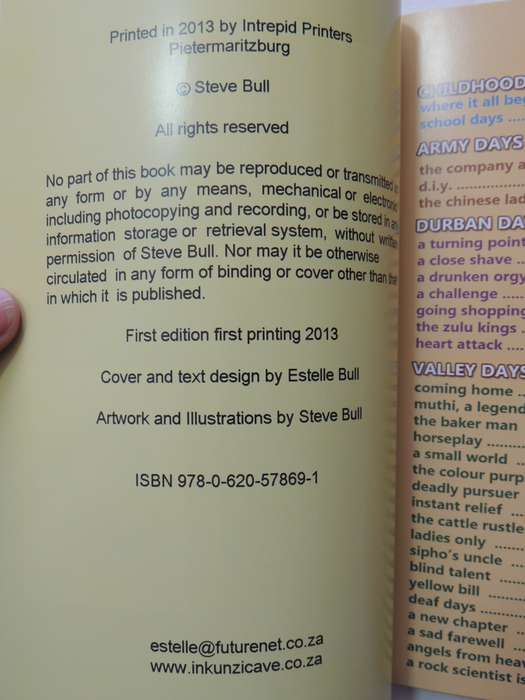 Printed in 2013 by Intrepid Printers
Pietermaritzburg
© Steve Bull
All rights reserved
No part of this book may be reproduced or transmitted in
any form or by any means, mechanical or electronic
including photocopying and recording, or be stored in any
information storage or retrieval system, without written
permission of Steve Bull. Nor may it be otherwise
circulated in any form of binding or cover other than that
in which it is published.
First edition first printing 2013
Cover and text design by Estelle Bull
Artwork and Illustrations by Steve Bull
ISBN 978-0-620-57869-1
estelle@futurenet.co.za
www.inkunzicave.co.za
CHILDHOOD
where it all
school days ....
ARMY DAYS
the company
d.i.y. ................
the chinese
DURBAN
a turning point
a close shave ..
a drunken orgy
a challenge ......
going shopping
the zulu kings .
heart attack .....
VALLEY DAYS
coming home ..
muthi, a legend
the baker man
horseplay .........
a small world ..
the colour
deadly pursuer
instant relief ...
the cattle
ladies only ......
sipho's uncle ...
blind talent .....
yellow bill ........
deaf days .........
a new chapter ..
a sad farewell ..
angels from
a rock scientist is